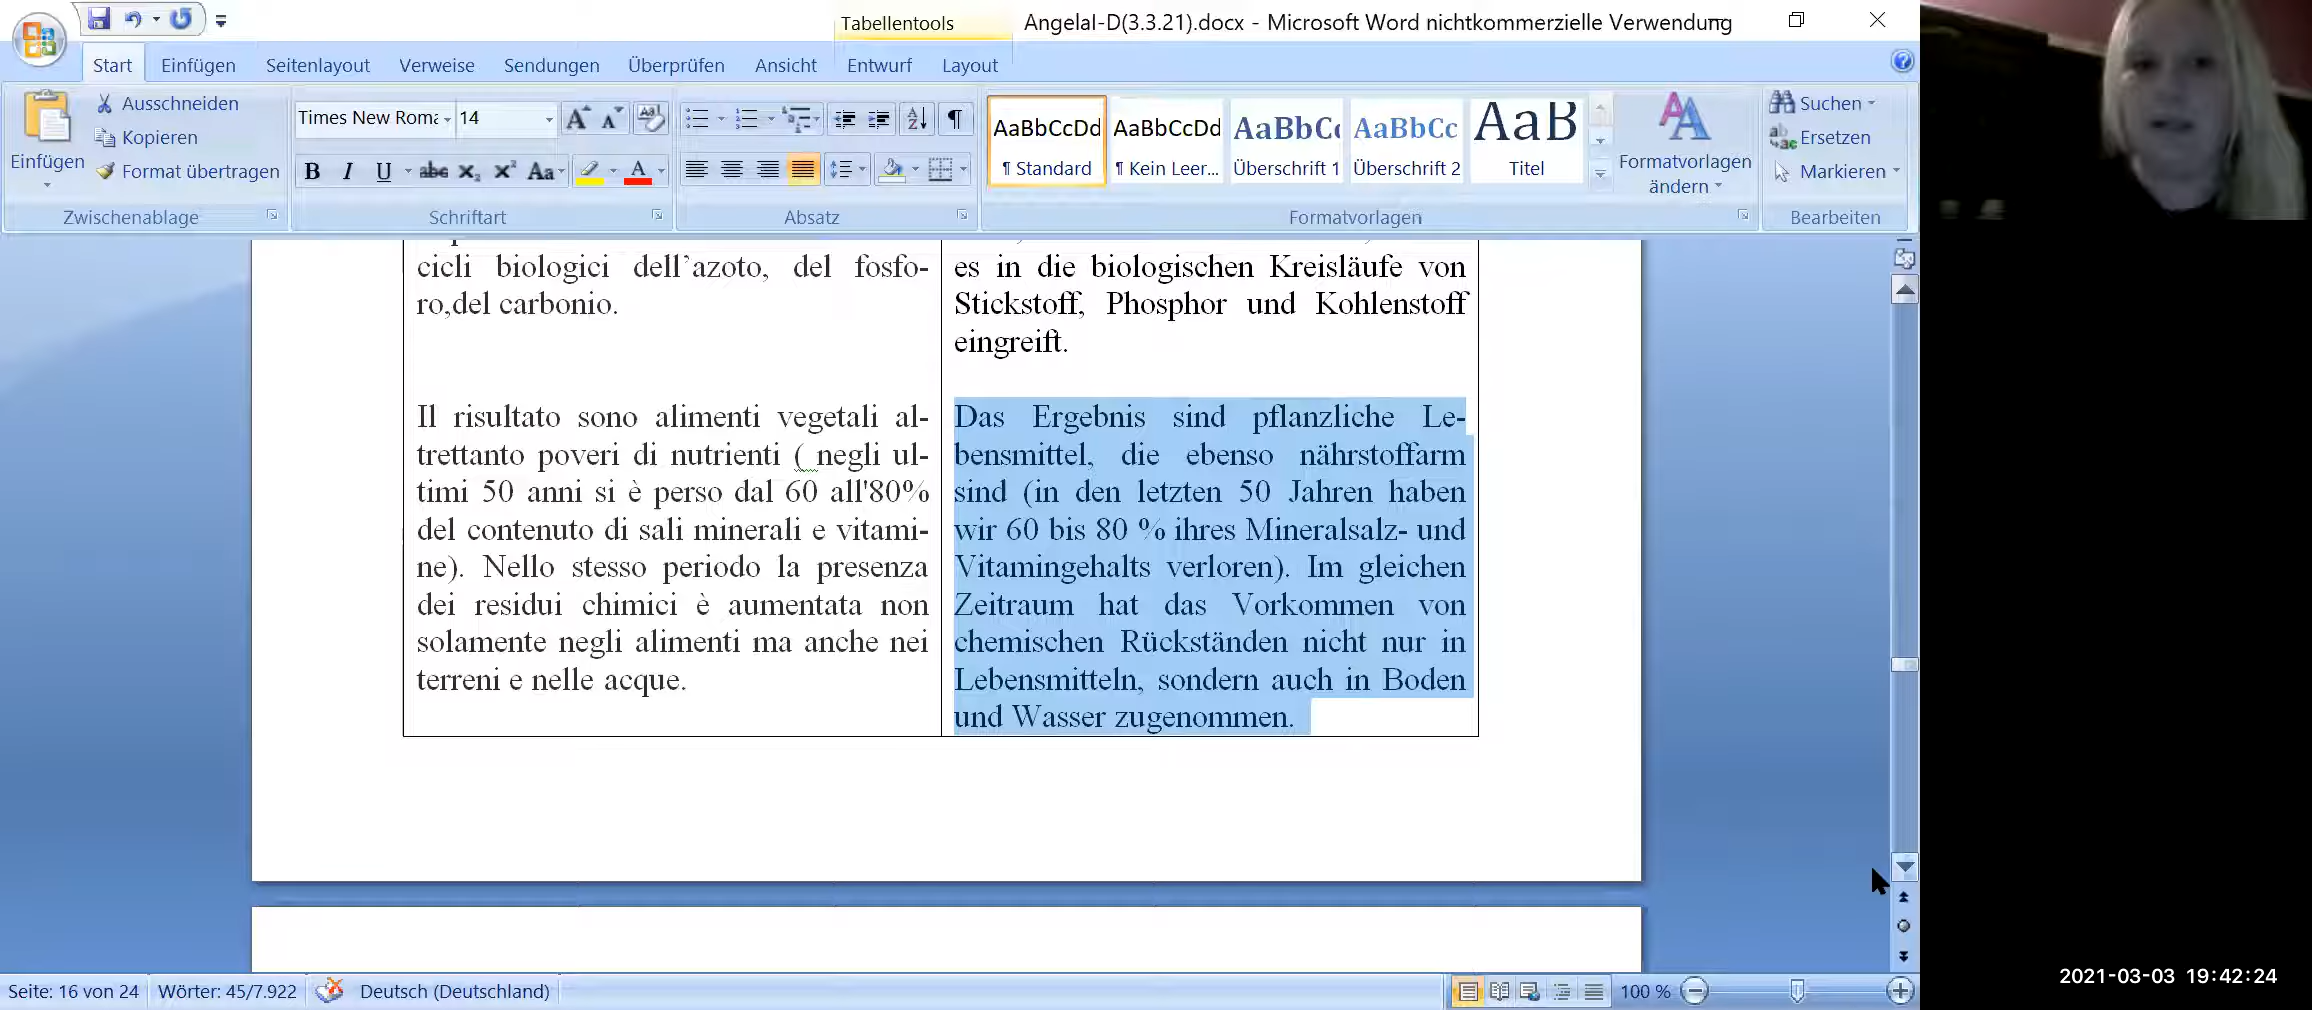 Tabellentools
AngelaI-D(3.3.21).docx - Microsoft Word nichtkommerzielle Verwendung
Start Einfügen Seitenlayout Verweise Sendungen Überprüfen Ansicht Entwurf Layout
Einfügen
Ausschneiden
Kopieren
Format übertragen
Zwischenablage
Times New Roma 14
Schriftart
Absatz
AaBbCcDd AaBbCcDd AaBbCc AaBbCc AaB
¶ Standard ¶ Kein Leer... Überschrift 1 Überschrift 2 Titel
Formatvorlagen
ändern
Formatvorlagen
Suchen
Ersetzen
Markieren
Bearbeiten
cicli biologici dell’azoto, del fosfo-
ro,del carbonio.
Il risultato sono alimenti vegetali al-
trettanto poveri di nutrienti ( negli ul-
timi 50 anni si è perso dal 60 all'80%
del contenuto di sali minerali e vitami-
ne). Nello stesso periodo la presenza
dei residui chimici è aumentata non
solamente negli alimenti ma anche nei
terreni e nelle acque.
es in die biologischen Kreisläufe von
Stickstoff, Phosphor und Kohlenstoff
eingreift.
Das Ergebnis sind pflanzliche Le-
bensmittel, die ebenso nährstoffarm
sind (in den letzten 50 Jahren haben
wir 60 bis 80 % ihres Mineralsalz- und
Vitamingehalts verloren). Im gleichen
Zeitraum hat das Vorkommen von
chemischen Rückständen nicht nur in
Lebensmitteln, sondern auch in Boden
und Wasser zugenommen.
Seite: 16 von 24 Wörter: 45/7.922 Deutsch (Deutschland) 100 %
2021-03-03 19:42:24